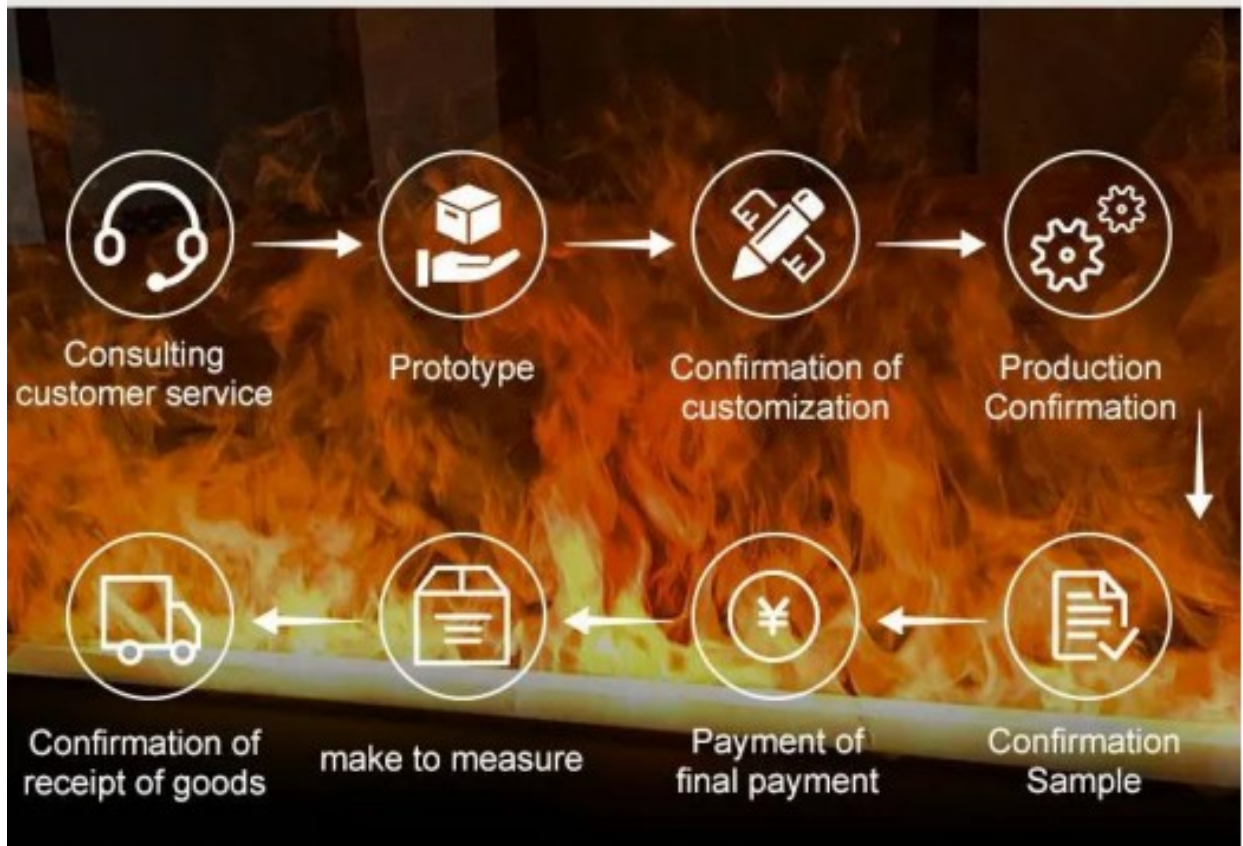 Consulting
customer service
Prototype
Confirmation of
customization
Production
Confirmation
Confirmation
Sample
Payment of
final payment
¥
make to measure
Confirmation of
receipt of goods